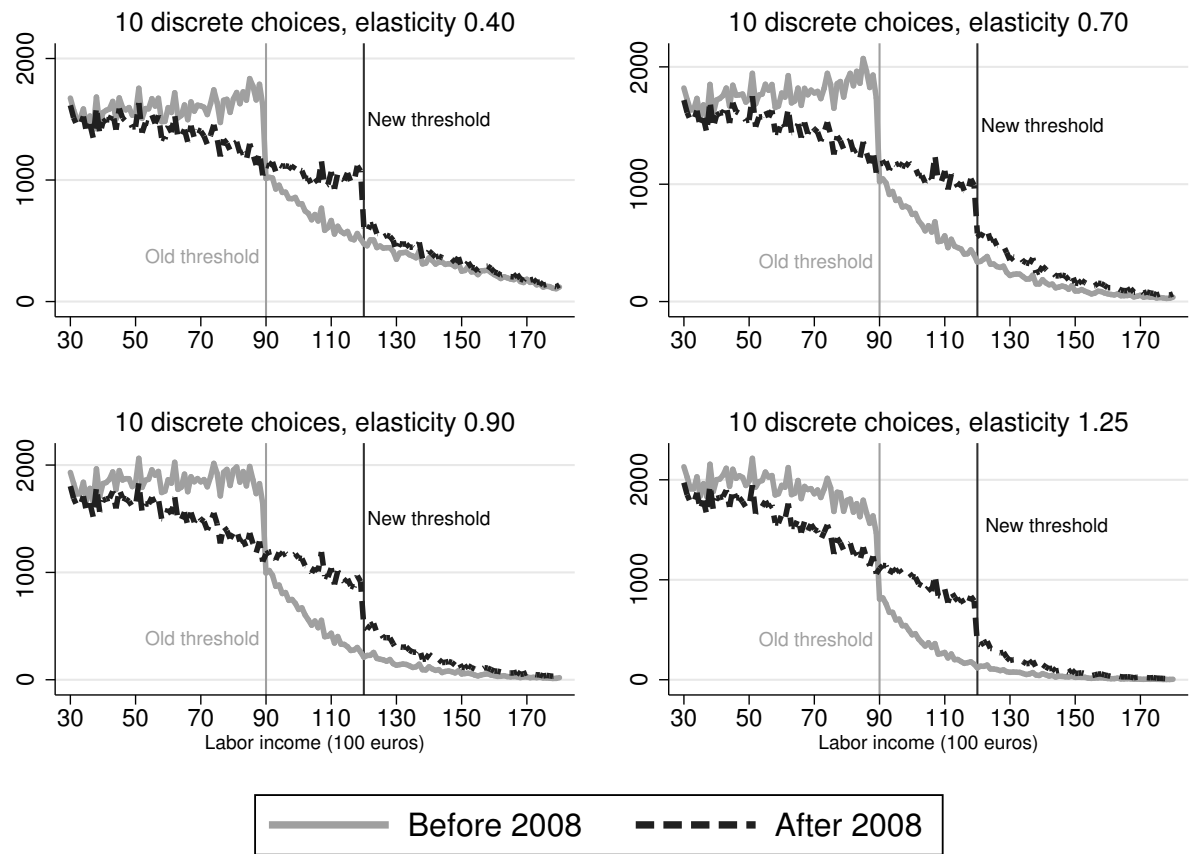 10 discrete choices, elasticity 0.40
2000
1000
0
New threshold
Old threshold
30 50 70 90 110 130 150 170
10 discrete choices, elasticity 0.70
2000
1000
0
New threshold
Old threshold
30 50 70 90 110 130 150 170
10 discrete choices, elasticity 0.90
2000
1000
0
New threshold
Old threshold
30 50 70 90 110 130 150 170
Labor income (100 euros)
10 discrete choices, elasticity 1.25
2000
1000
0
New threshold
Old threshold
30 50 70 90 110 130 150 170
Labor income (100 euros)
Before 2008 After 2008